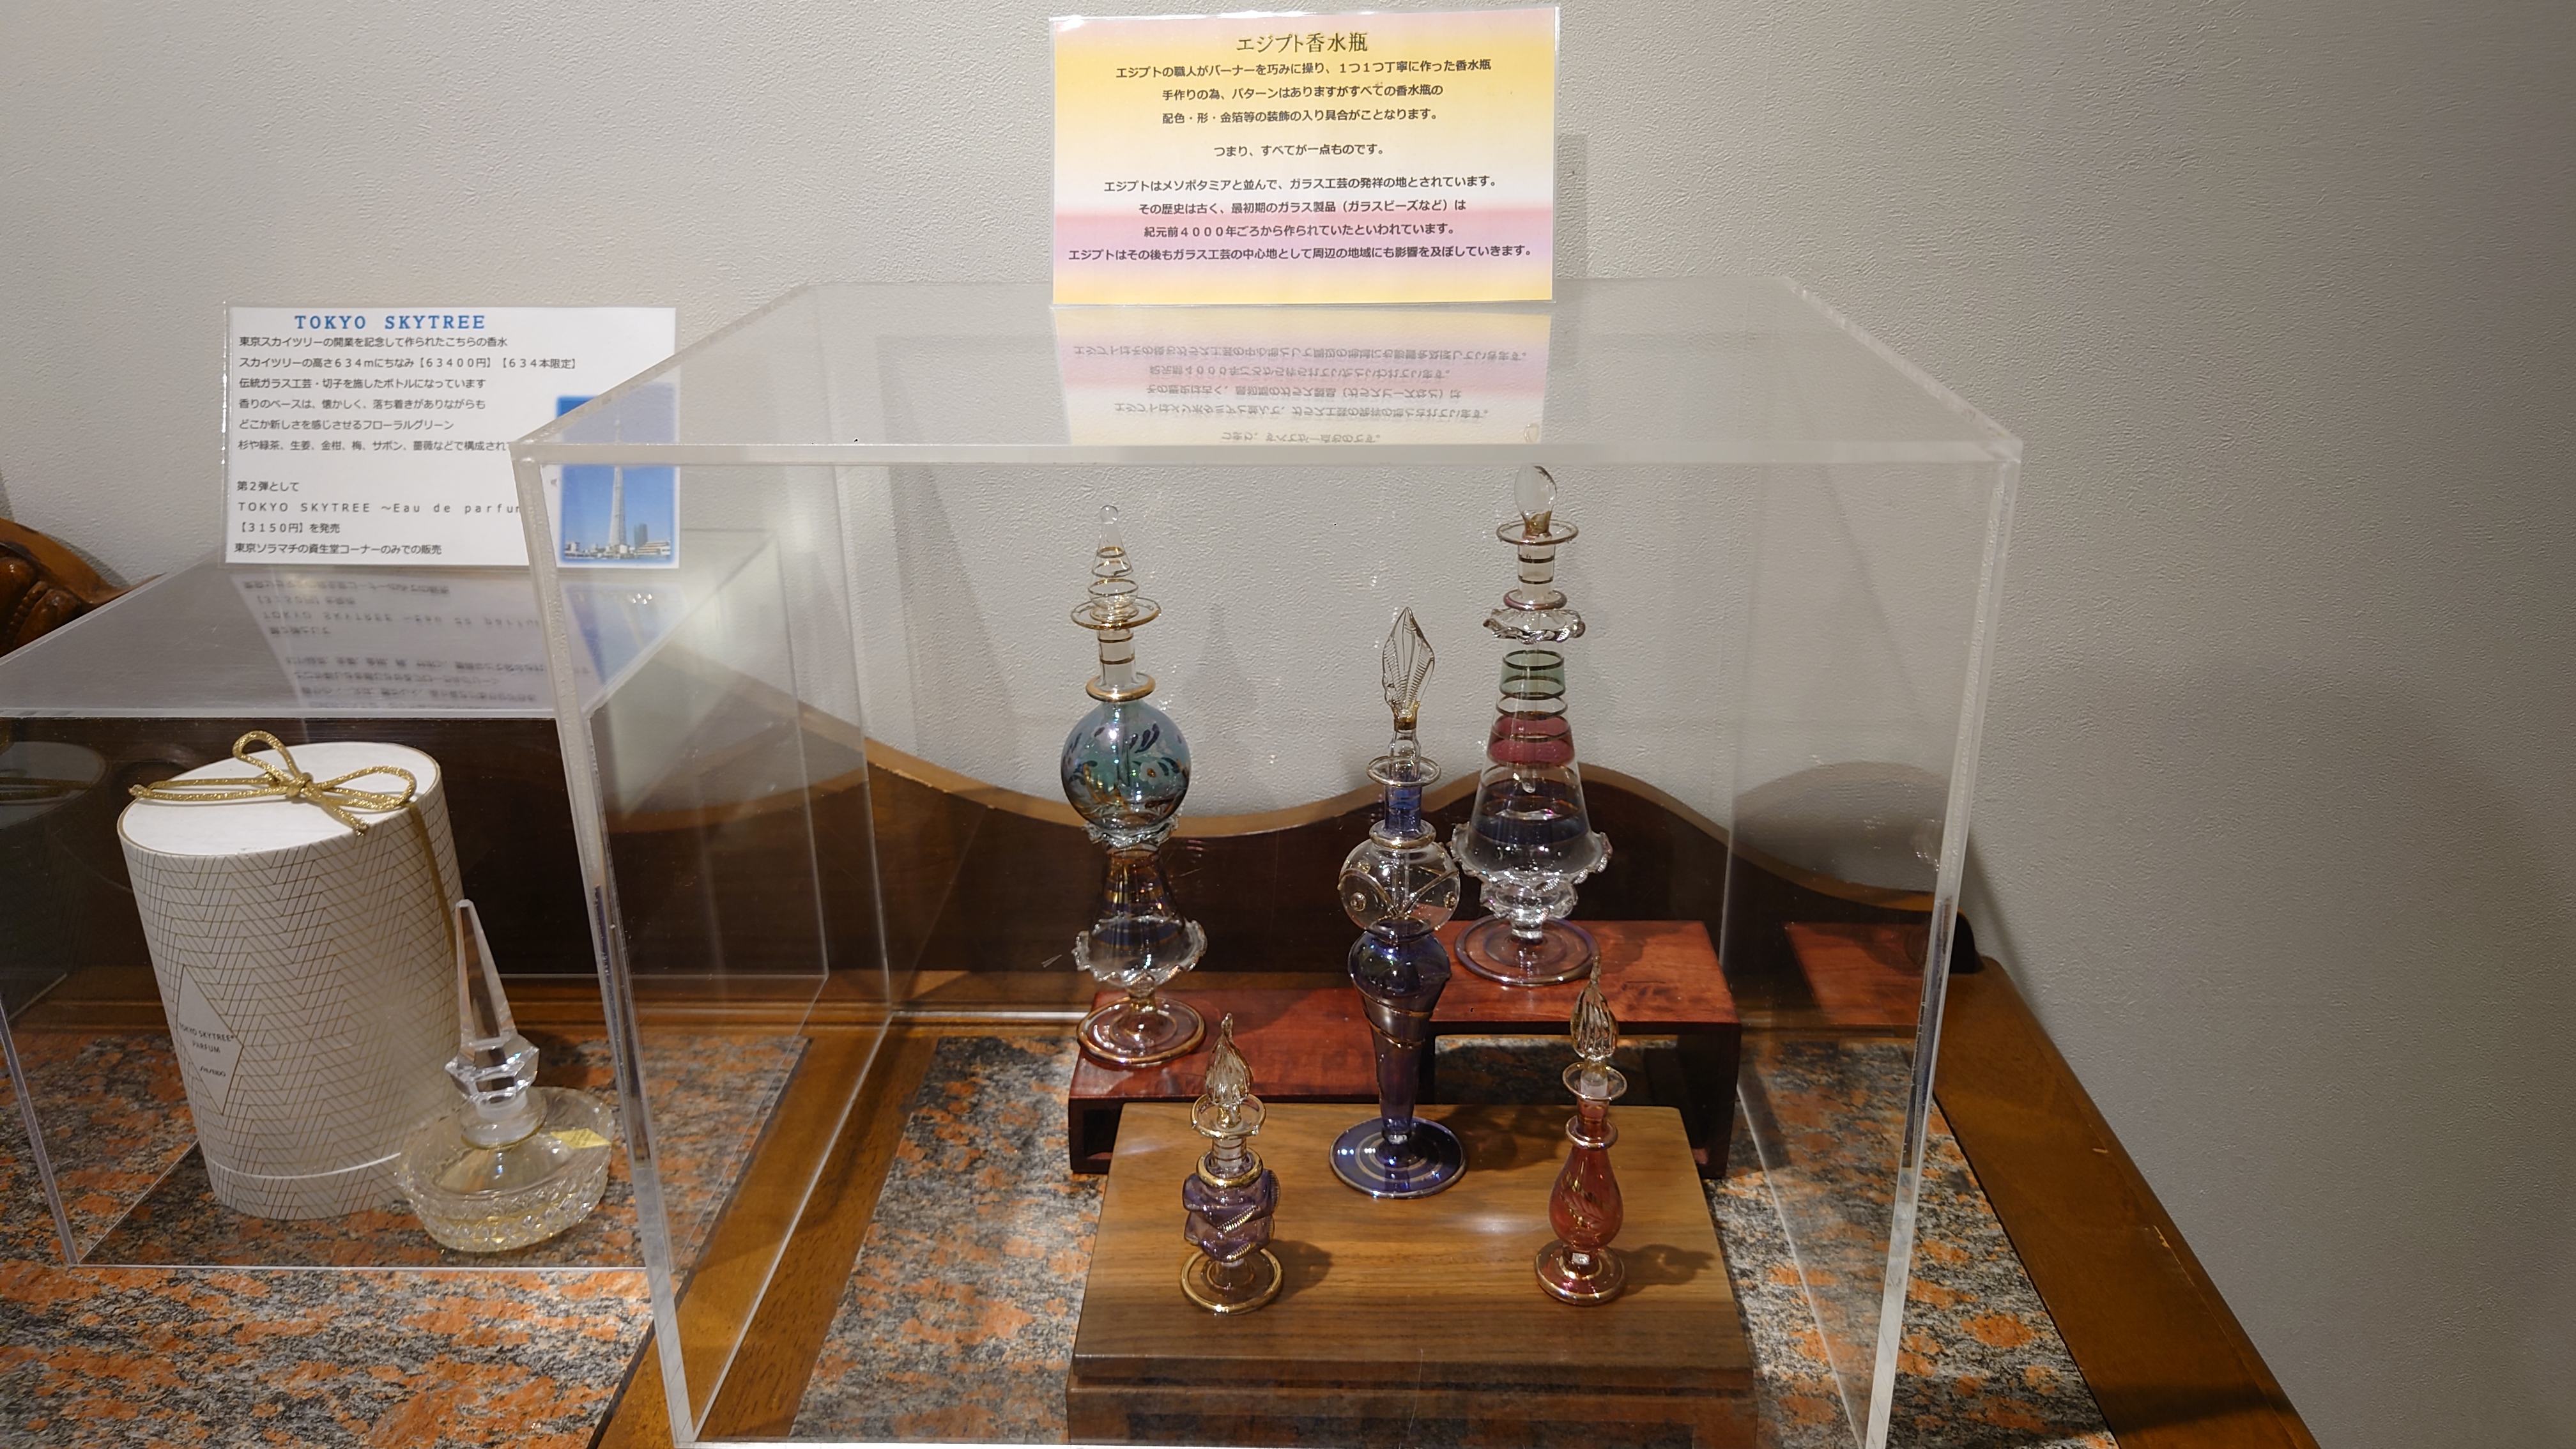 エジプト香水瓶
エジプトの職人がバーナーを巧みに操り、１つ１つ丁寧に作った香水瓶
手作りの為、パターンはありますがすべての香水瓶の
配色・形・金箔等の装飾の入り具合がことなります。
つまり、すべてが一点ものです。
エジプトはメソポタミアと並んで、ガラス工芸の発祥の地とされています。
その歴史は古く、最初期のガラス製品（ガラスビーズなど）は
紀元前４０００年ごろから作られていたといわれています。
エジプトはその後もガラス工芸の中心地として周辺の地域にも影響を及ぼしていきます。
TOKYO SKYTREE
東京スカイツリーの開業を記念して作られたこちらの香水
スカイツリーの高さ６３４ｍにちなみ【６３４００円】【６３４本限定】
伝統ガラス工芸・切子を施したボトルになっています
香りのベースは、懐かしく、落ち着きがありながらも
どこか新しさを感じさせるフローラルグリーン
杉や緑茶、生姜、金柑、梅、サボン、薔薇などで構成され
第２弾として
TOKYO SKYTREE ～Eau de parfu
【３１５０円】を発売
東京ソラマチの資生堂コーナーのみでの販売
TOKYO SKYTREE
PARFUM